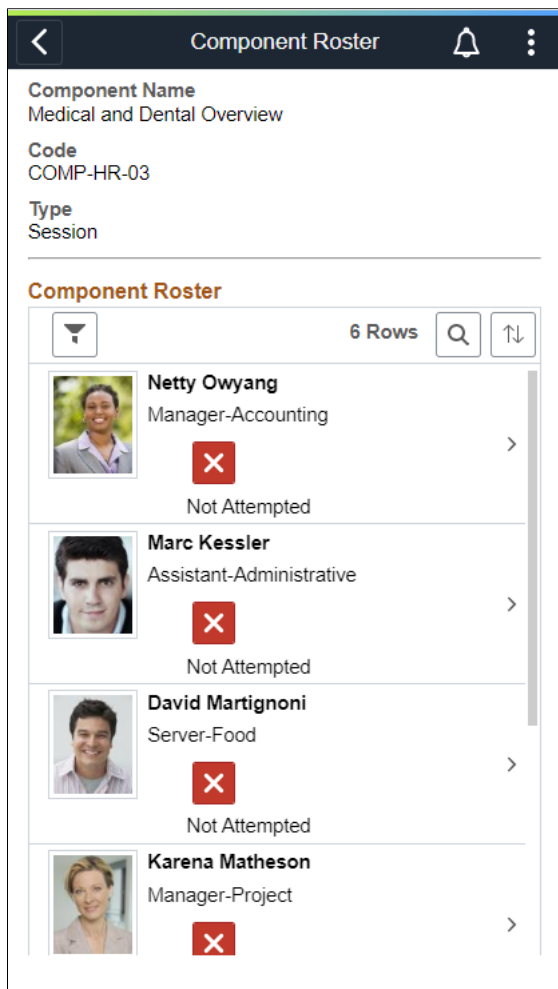 Component Roster
Component Name
Medical and Dental Overview
Code
COMP-HR-03
Type
Session
Component Roster
6 Rows
Netty Owyang
Manager-Accounting
Not Attempted
Marc Kessler
Assistant-Administrative
Not Attempted
David Martignoni
Server-Food
Not Attempted
Karena Matheson
Manager-Project